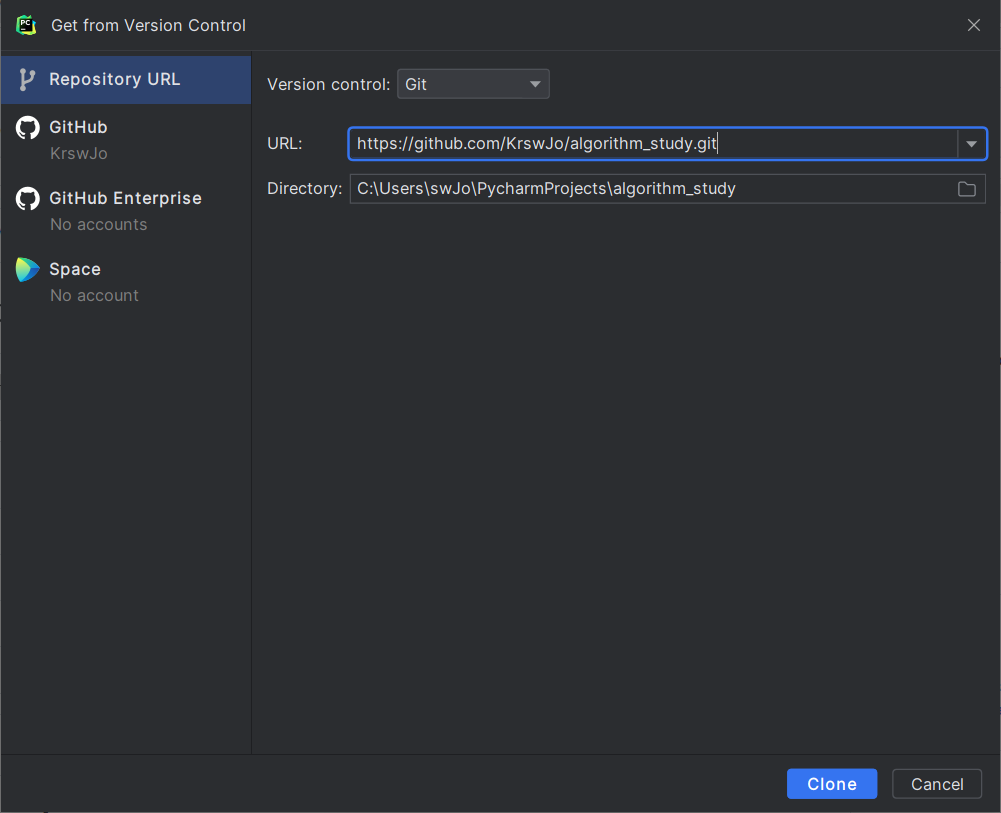 PC
Get from Version Control
Repository URL
GitHub
KrswJo
GitHub Enterprise
No accounts
Space
No account
Version control: Git
URL: https://github.com/KrswJo/algorithm_study.git
Directory: C:\Users\swJo\PycharmProjects\algorithm_study
Clone Cancel